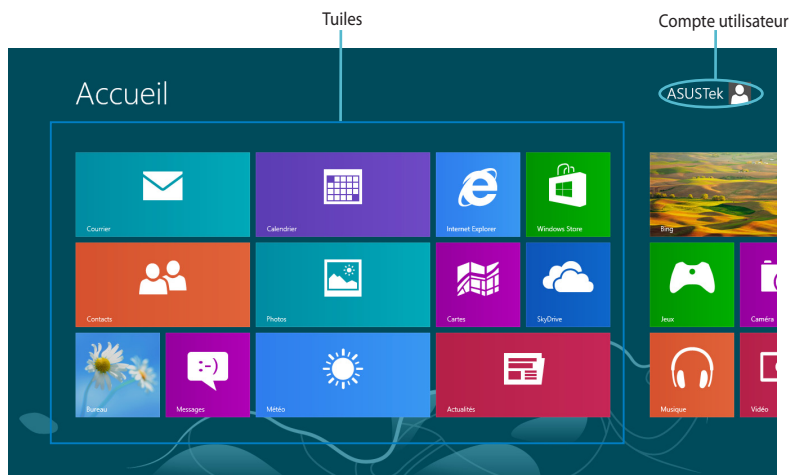 Tuiles
Compte utilisateur
Accueil
ASUSTek
Courrier
Calendrier
Internet Explorer
Windows Store
Bing
Contacts
Photos
Cartes
SkyDrive
Jeux
Caméra
Bureau
:-)
Messages
Météo
Actualités
Musique
Vidéo